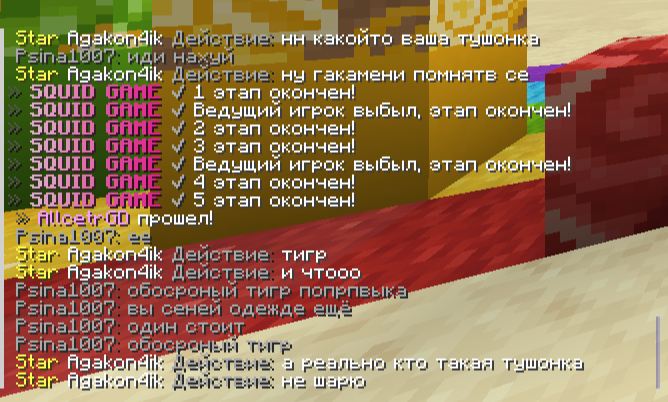 Star Agakon4ik Действие: нн какойто ваша тушонка
Psina1007: иди нахуй
Star Agakon4ik Действие: ну гакамени помнятв се
» SQUID GAME ✓ 1 этап окончен!
» SQUID GAME ✓ Ведущий игрок выбыл, этап окончен!
» SQUID GAME ✓ 2 этап окончен!
» SQUID GAME ✓ 3 этап окончен!
» SQUID GAME ✓ Ведущий игрок выбыл, этап окончен!
» SQUID GAME ✓ 4 этап окончен!
» SQUID GAME ✓ 5 этап окончен!
» AllcetrGD прошел!
Psina1007: ее
Star Agakon4ik Действие: тигр
Star Agakon4ik Действие: и чтооо
Psina1007: обосроный тигр попрпвыка
Psina1007: вы сеней одежде ещё
Psina1007: один стоит
Psina1007: обосроный тигр
Star Agakon4ik Действие: а реально кто такая тушонка
Star Agakon4ik Действие: не шарю